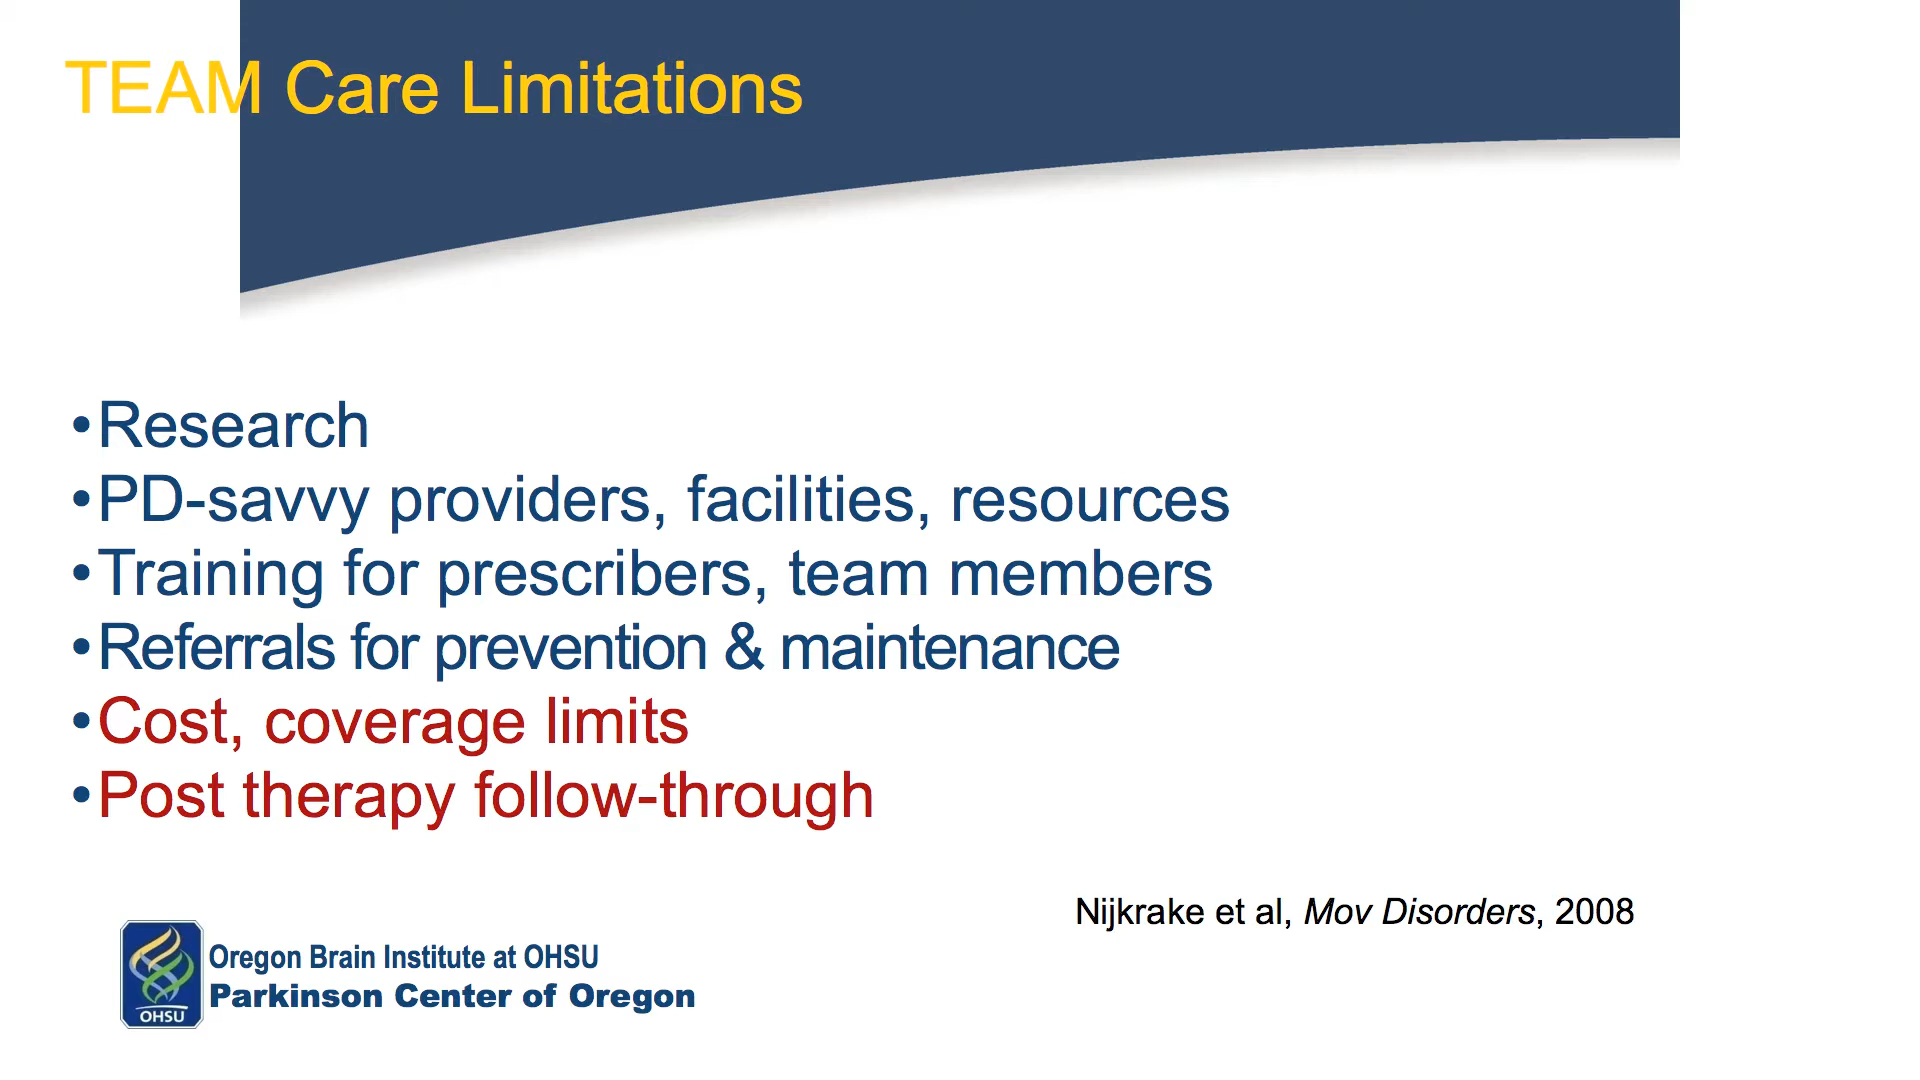 TEAM Care Limitations
•Research
•PD-savvy providers, facilities, resources
•Training for prescribers, team members
•Referrals for prevention & maintenance
•Cost, coverage limits
•Post therapy follow-through
Nijkrake et al, Mov Disorders, 2008
Oregon Brain Institute at OHSU
Parkinson Center of Oregon
OHSU